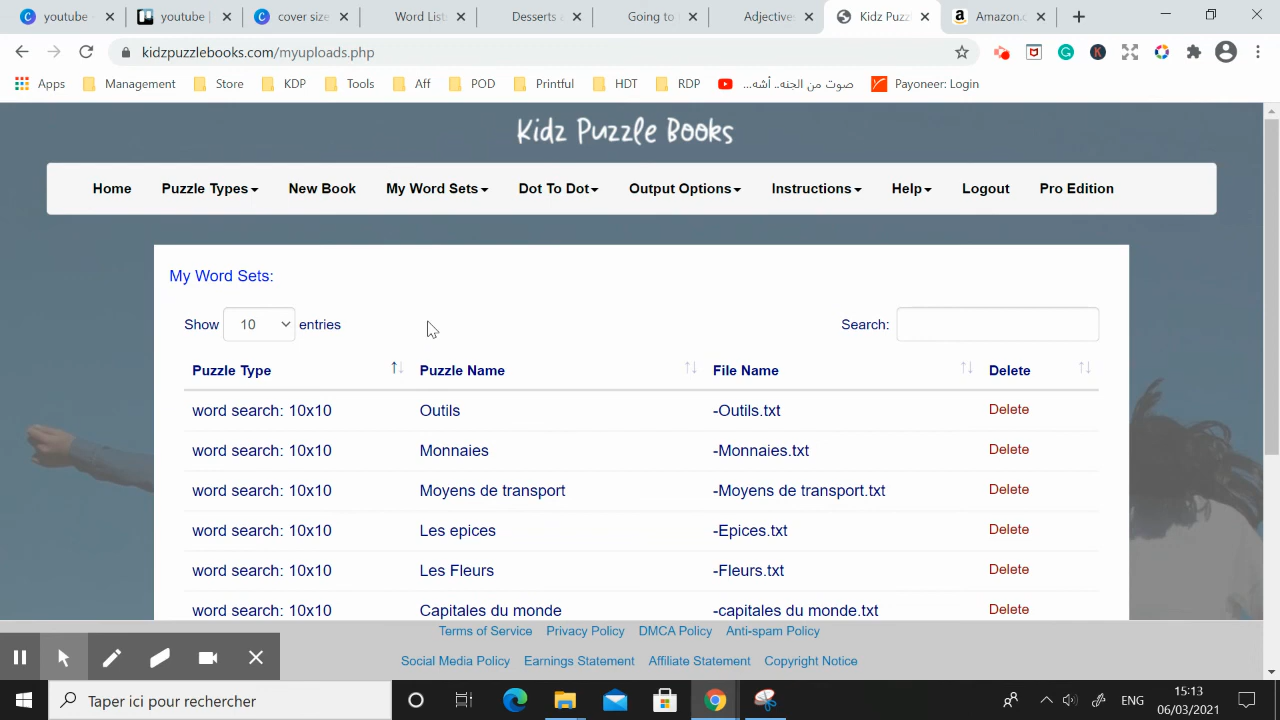 youtube youtube | cover size Word List Desserts a Going to Adjective Kidz Puzz Amazon.c
kidzpuzzlebooks.com/myuploads.php
Apps Management Store KDP Tools Aff POD Printful HDT RDP صوت من الجنه.. أشه... Payoneer: Login
Kidz Puzzle Books
Home Puzzle Types New Book My Word Sets Dot To Dot Output Options Instructions Help Logout Pro Edition
My Word Sets:
Show 10 entries Search:
Puzzle Type Puzzle Name File Name Delete
word search: 10x10 Outils -Outils.txt Delete
word search: 10x10 Monnaies -Monnaies.txt Delete
word search: 10x10 Moyens de transport -Moyens de transport.txt Delete
word search: 10x10 Les epices -Epices.txt Delete
word search: 10x10 Les Fleurs -Fleurs.txt Delete
word search: 10x10 Capitales du monde -capitales du monde.txt Delete
Terms of Service Privacy Policy DMCA Policy Anti-spam Policy
Social Media Policy Earnings Statement Affiliate Statement Copyright Notice
Taper ici pour rechercher ENG 15:13
06/03/2021